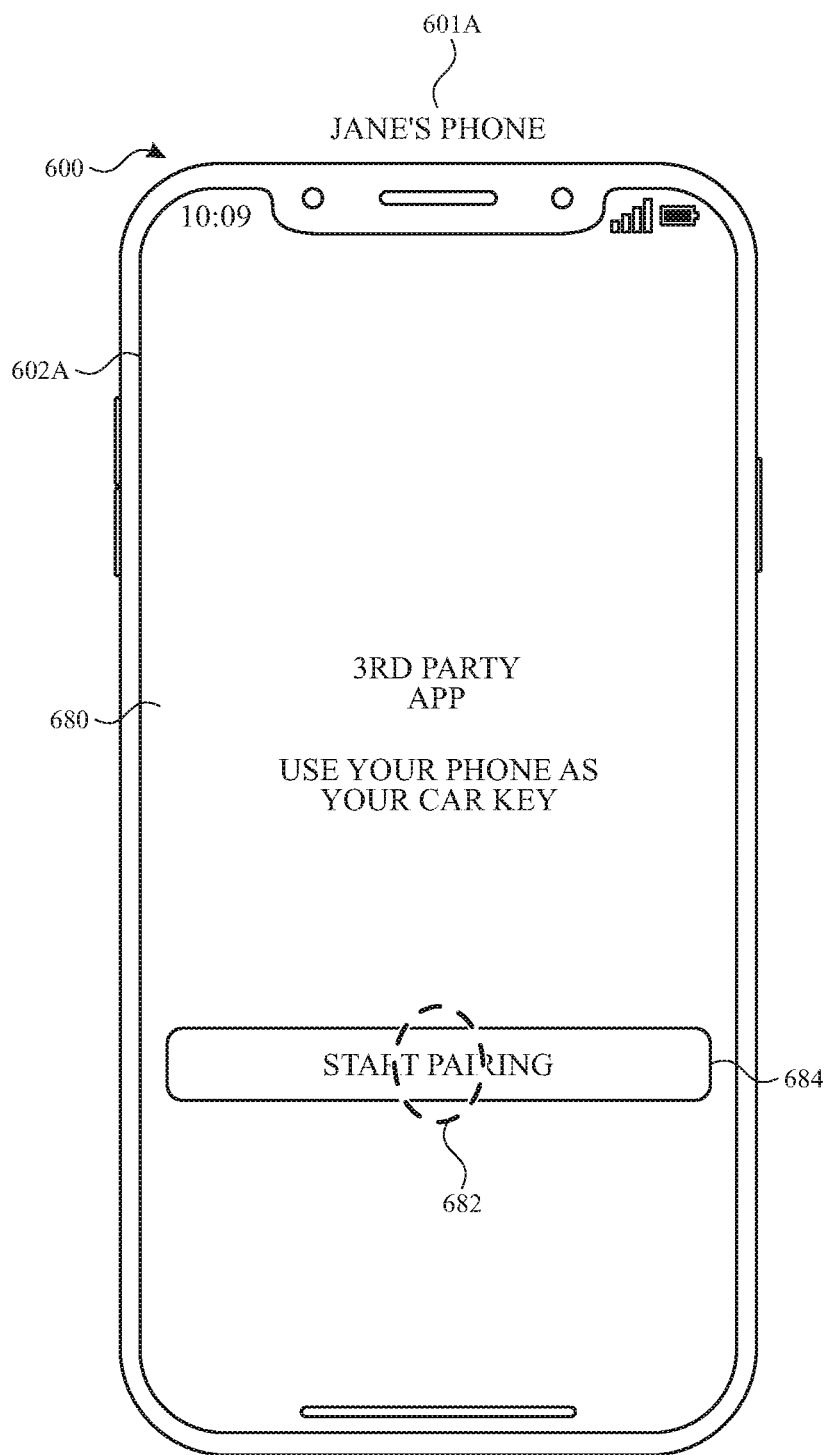 601A
JANE'S PHONE
600
10:09
602A
3RD PARTY
APP
680
USE YOUR PHONE AS
YOUR CAR KEY
START PAIRING
684
682